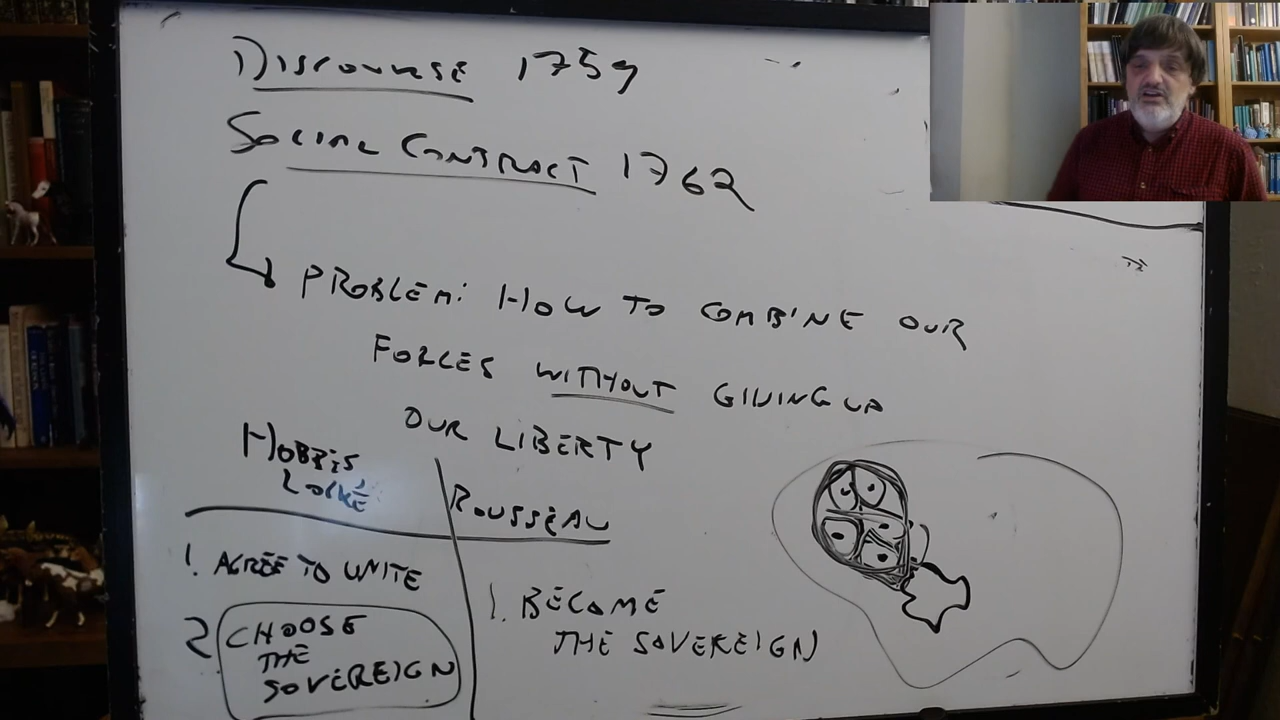 DISCOURSE 1759
SOCIAL CONTRACT 1762
PROBLEM: HOW TO COMBINE OUR
FORCES WITHOUT GIVING UP
OUR LIBERTY
HOBBES,
LOCKE
ROUSSEAU
1. AGREE TO UNITE
2 CHOOSE
THE
SOVEREIGN
1. BECOME
THE SOVEREIGN